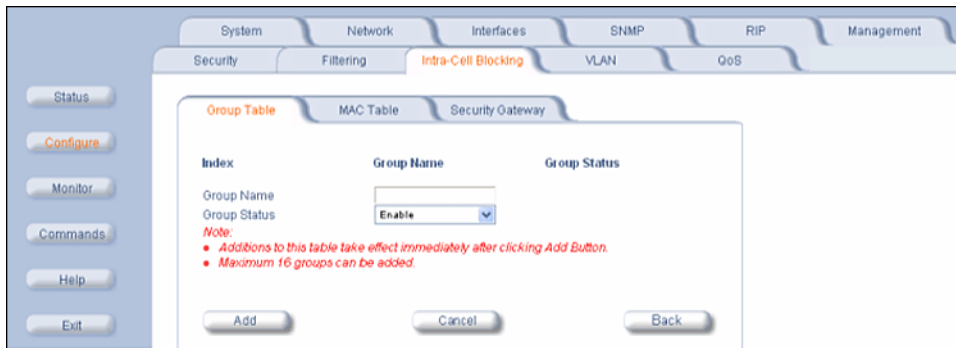 System Network Interfaces SNMP RIP Management
Security Filtering Intra-Cell Blocking VLAN QoS
Status
Configure
Monitor
Commands
Help
Exit
Group Table MAC Table Security Gateway
Index Group Name Group Status
Group Name
Group Status Enable
Note:
• Additions to this table take effect immediately after clicking Add Button.
• Maximum 16 groups can be added.
Add Cancel Back